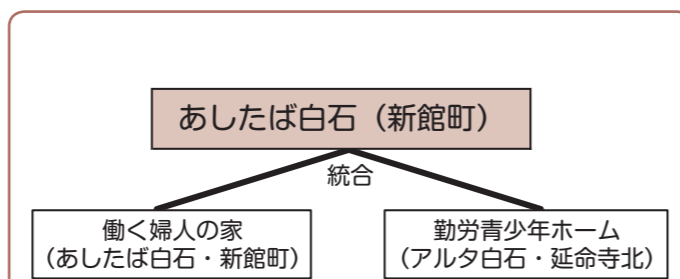 あしたば白石（新館町）
統合
働く婦人の家
（あしたば白石・新館町）
勤労青少年ホーム
（アルタ白石・延命寺北）